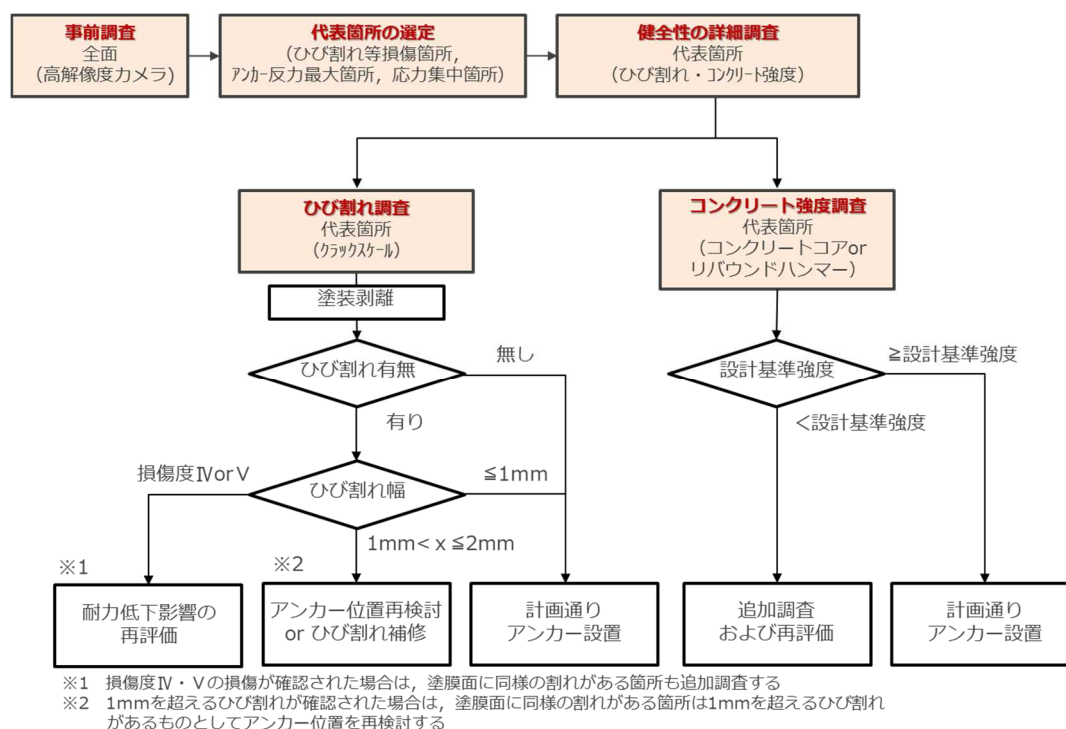 事前調査
全面
(高解像度カメラ)
代表箇所の選定
(ひび割れ等損傷箇所,
ｱﾝｶｰ反力最大箇所，応力集中箇所)
健全性の詳細調査
代表箇所
(ひび割れ・ｺﾝｸﾘｰﾄ強度)
ひび割れ調査
代表箇所
(ｸﾗｯｸｽｹｰﾙ)
塗装剥離
ひび割れ有無
無し
有り
損傷度ⅣorⅤ
ひび割れ幅
≦1mm
1mm< x ≦2mm
※1
耐力低下影響の
再評価
※2
アンカー位置再検討
or ひび割れ補修
計画通り
アンカー設置
コンクリート強度調査
代表箇所
（コンクリートコアor
リバウンドハンマー）
設計基準強度
≧設計基準強度
＜設計基準強度
追加調査
および再評価
計画通り
アンカー設置
※1 損傷度Ⅳ・Ⅴの損傷が確認された場合は，塗膜面に同様の割れがある箇所も追加調査する
※2 1mmを超えるひび割れが確認された場合は，塗膜面に同様の割れがある箇所は1mmを超えるひび割れ
があるものとしてアンカー位置を再検討する